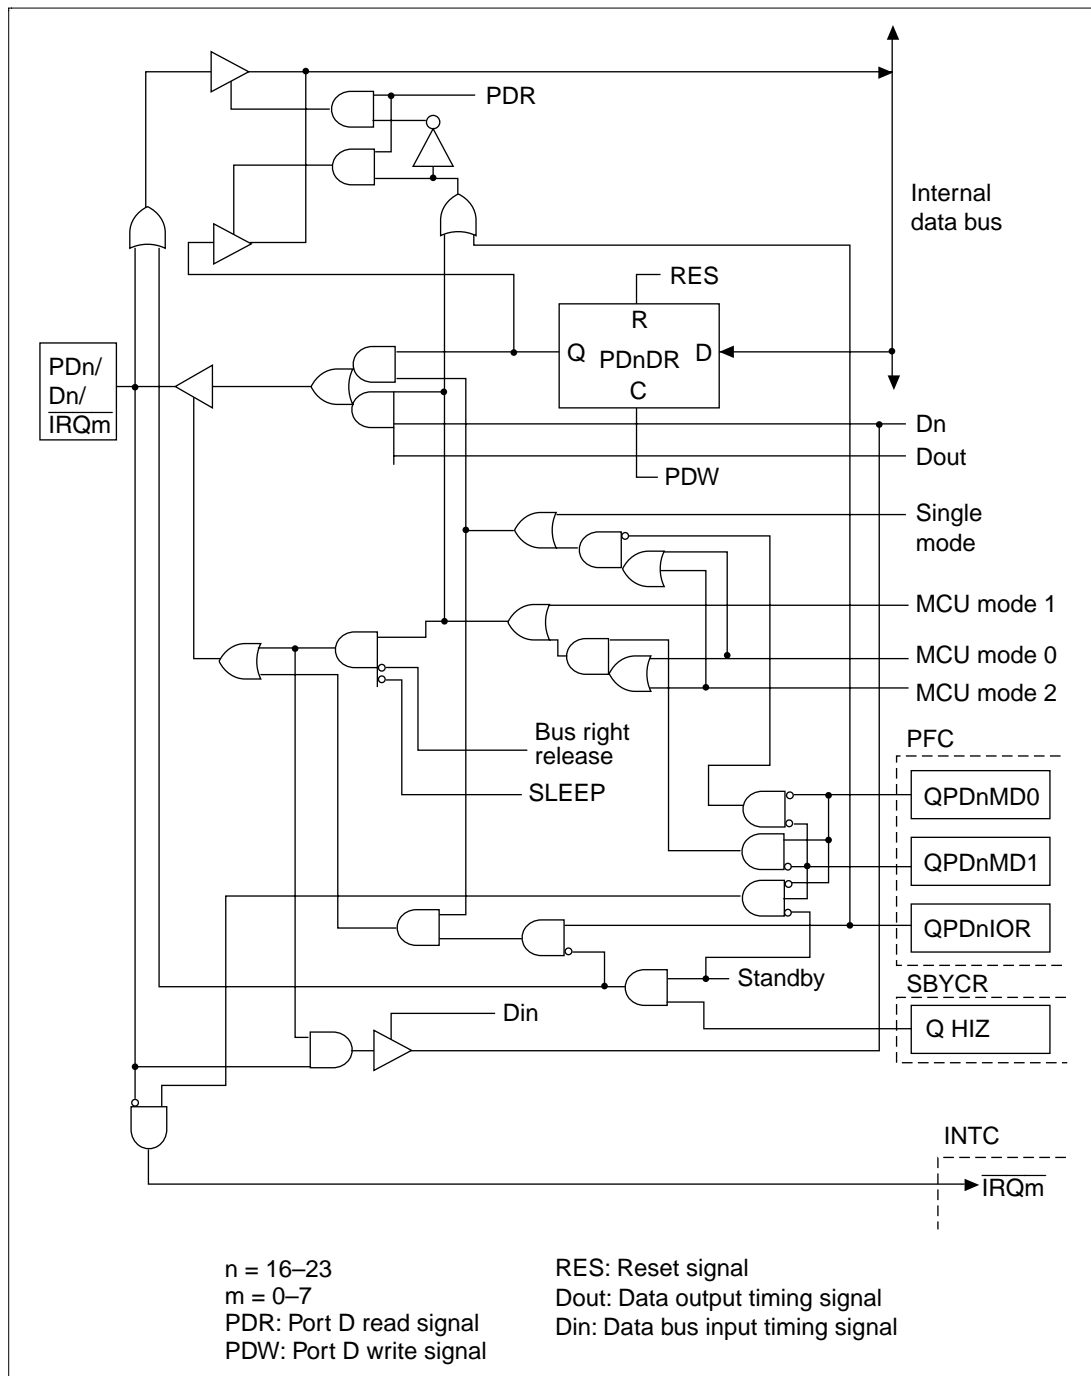 PDR
Internal
data bus
RES
R
Q PDnDR D
C
PDn/
Dn/
IRQm
Dn
Dout
PDW
Single
mode
MCU mode 1
MCU mode 0
MCU mode 2
Bus right
release
SLEEP
PFC
QPDnMD0
QPDnMD1
QPDnIOR
Standby
SBYCR
Q HIZ
Din
INTC
IRQm
n = 16–23
m = 0–7
PDR: Port D read signal
PDW: Port D write signal
RES: Reset signal
Dout: Data output timing signal
Din: Data bus input timing signal